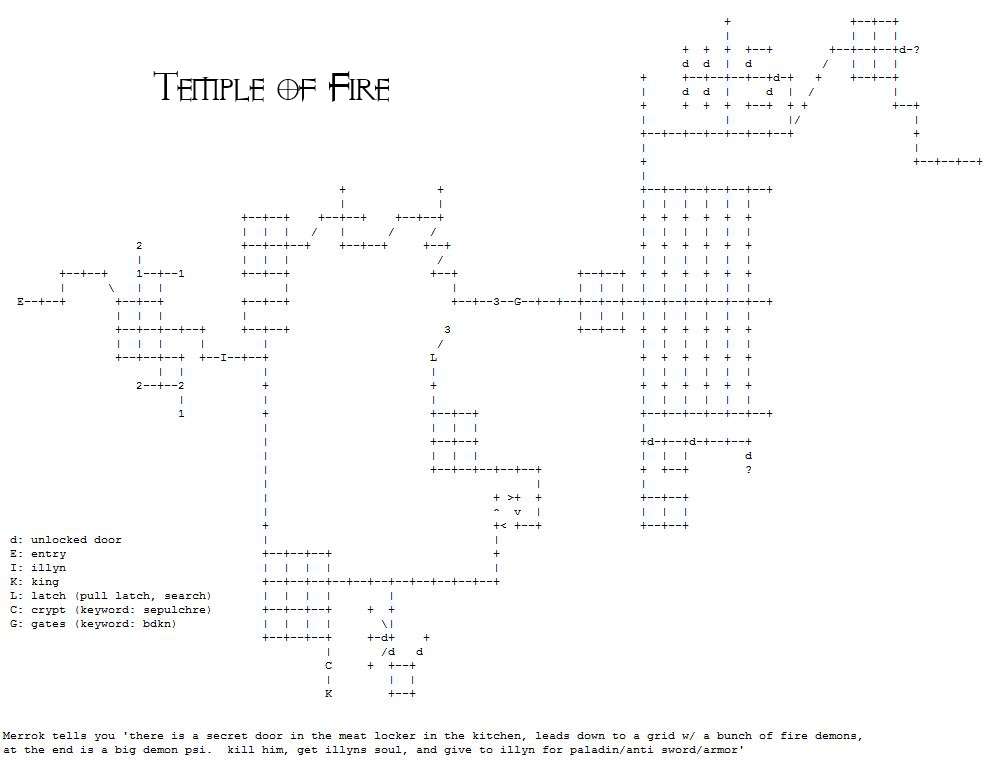 TEMPLE OF FIRE
d: unlocked door
E: entry
I: illyn
K: king
L: latch (pull latch, search)
C: crypt (keyword: sepulchre)
G: gates (keyword: bdkn)
Merrok tells you 'there is a secret door in the meat locker in the kitchen, leads down to a grid w/ a bunch of fire demons,
at the end is a big demon psi.  kill him, get illyns soul, and give to illyn for paladin/anti sword/armor'